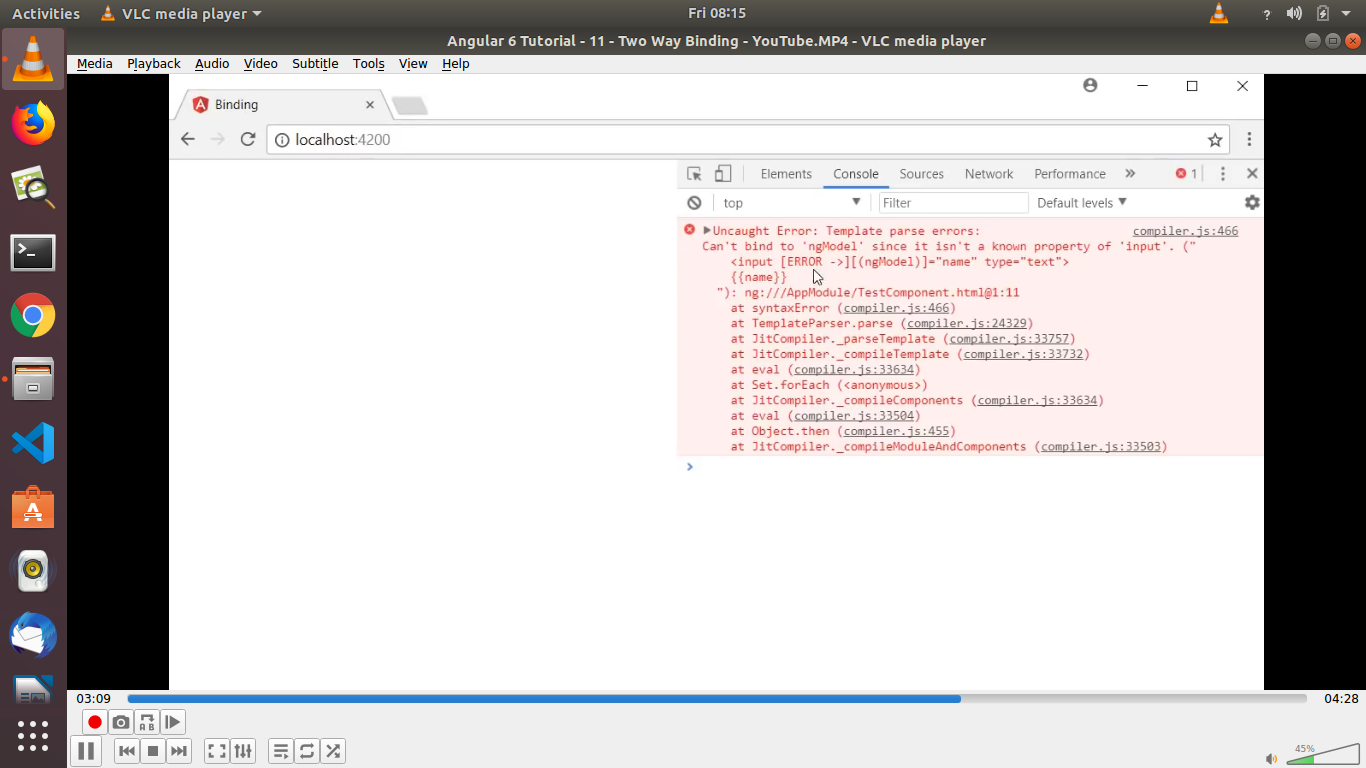 Activities VLC media player Fri 08:15 ?
Angular 6 Tutorial - 11 - Two Way Binding - YouTube.MP4 - VLC media player
Media Playback Audio Video Subtitle Tools View Help
Binding
localhost:4200
Elements Console Sources Network Performance » 1
top Filter Default levels
Uncaught Error: Template parse errors: compiler.js:466
Can't bind to 'ngModel' since it isn't a known property of 'input'. ("
<input [ERROR ->][(ngModel)]="name" type="text">
{{name}}
"): ng:///AppModule/TestComponent.html@1:11
at syntaxError (compiler.js:466)
at TemplateParser.parse (compiler.js:24329)
at JitCompiler._parseTemplate (compiler.js:33757)
at JitCompiler._compileTemplate (compiler.js:33732)
at eval (compiler.js:33634)
at Set.forEach (<anonymous>)
at JitCompiler._compileComponents (compiler.js:33634)
at eval (compiler.js:33504)
at Object.then (compiler.js:455)
at JitCompiler._compileModuleAndComponents (compiler.js:33503)
03:09 04:28
A B
45%